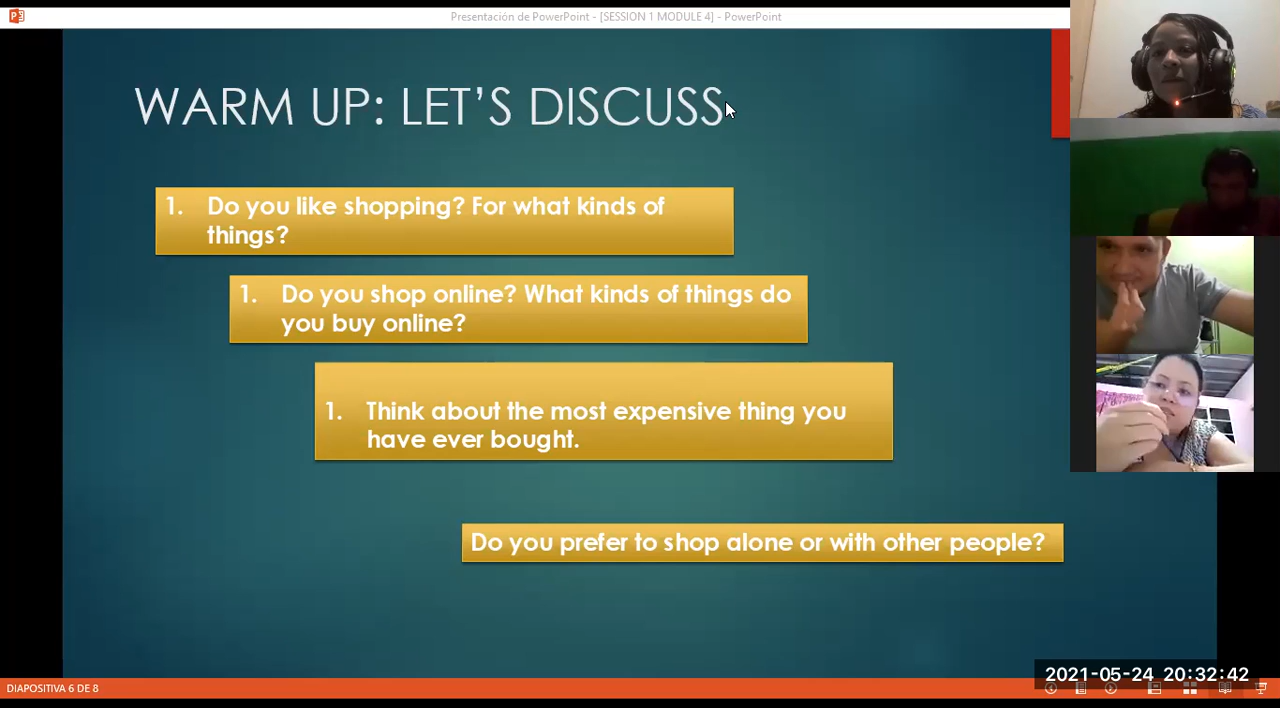 Presentación de PowerPoint - [SESSION 1 MODULE 4] - PowerPoint
WARM UP: LET’S DISCUSS
1. Do you like shopping? For what kinds of
things?
1. Do you shop online? What kinds of things do
you buy online?
1. Think about the most expensive thing you
have ever bought.
Do you prefer to shop alone or with other people?
2021-05-24 20:32:42
DIAPOSITIVA 6 DE 8